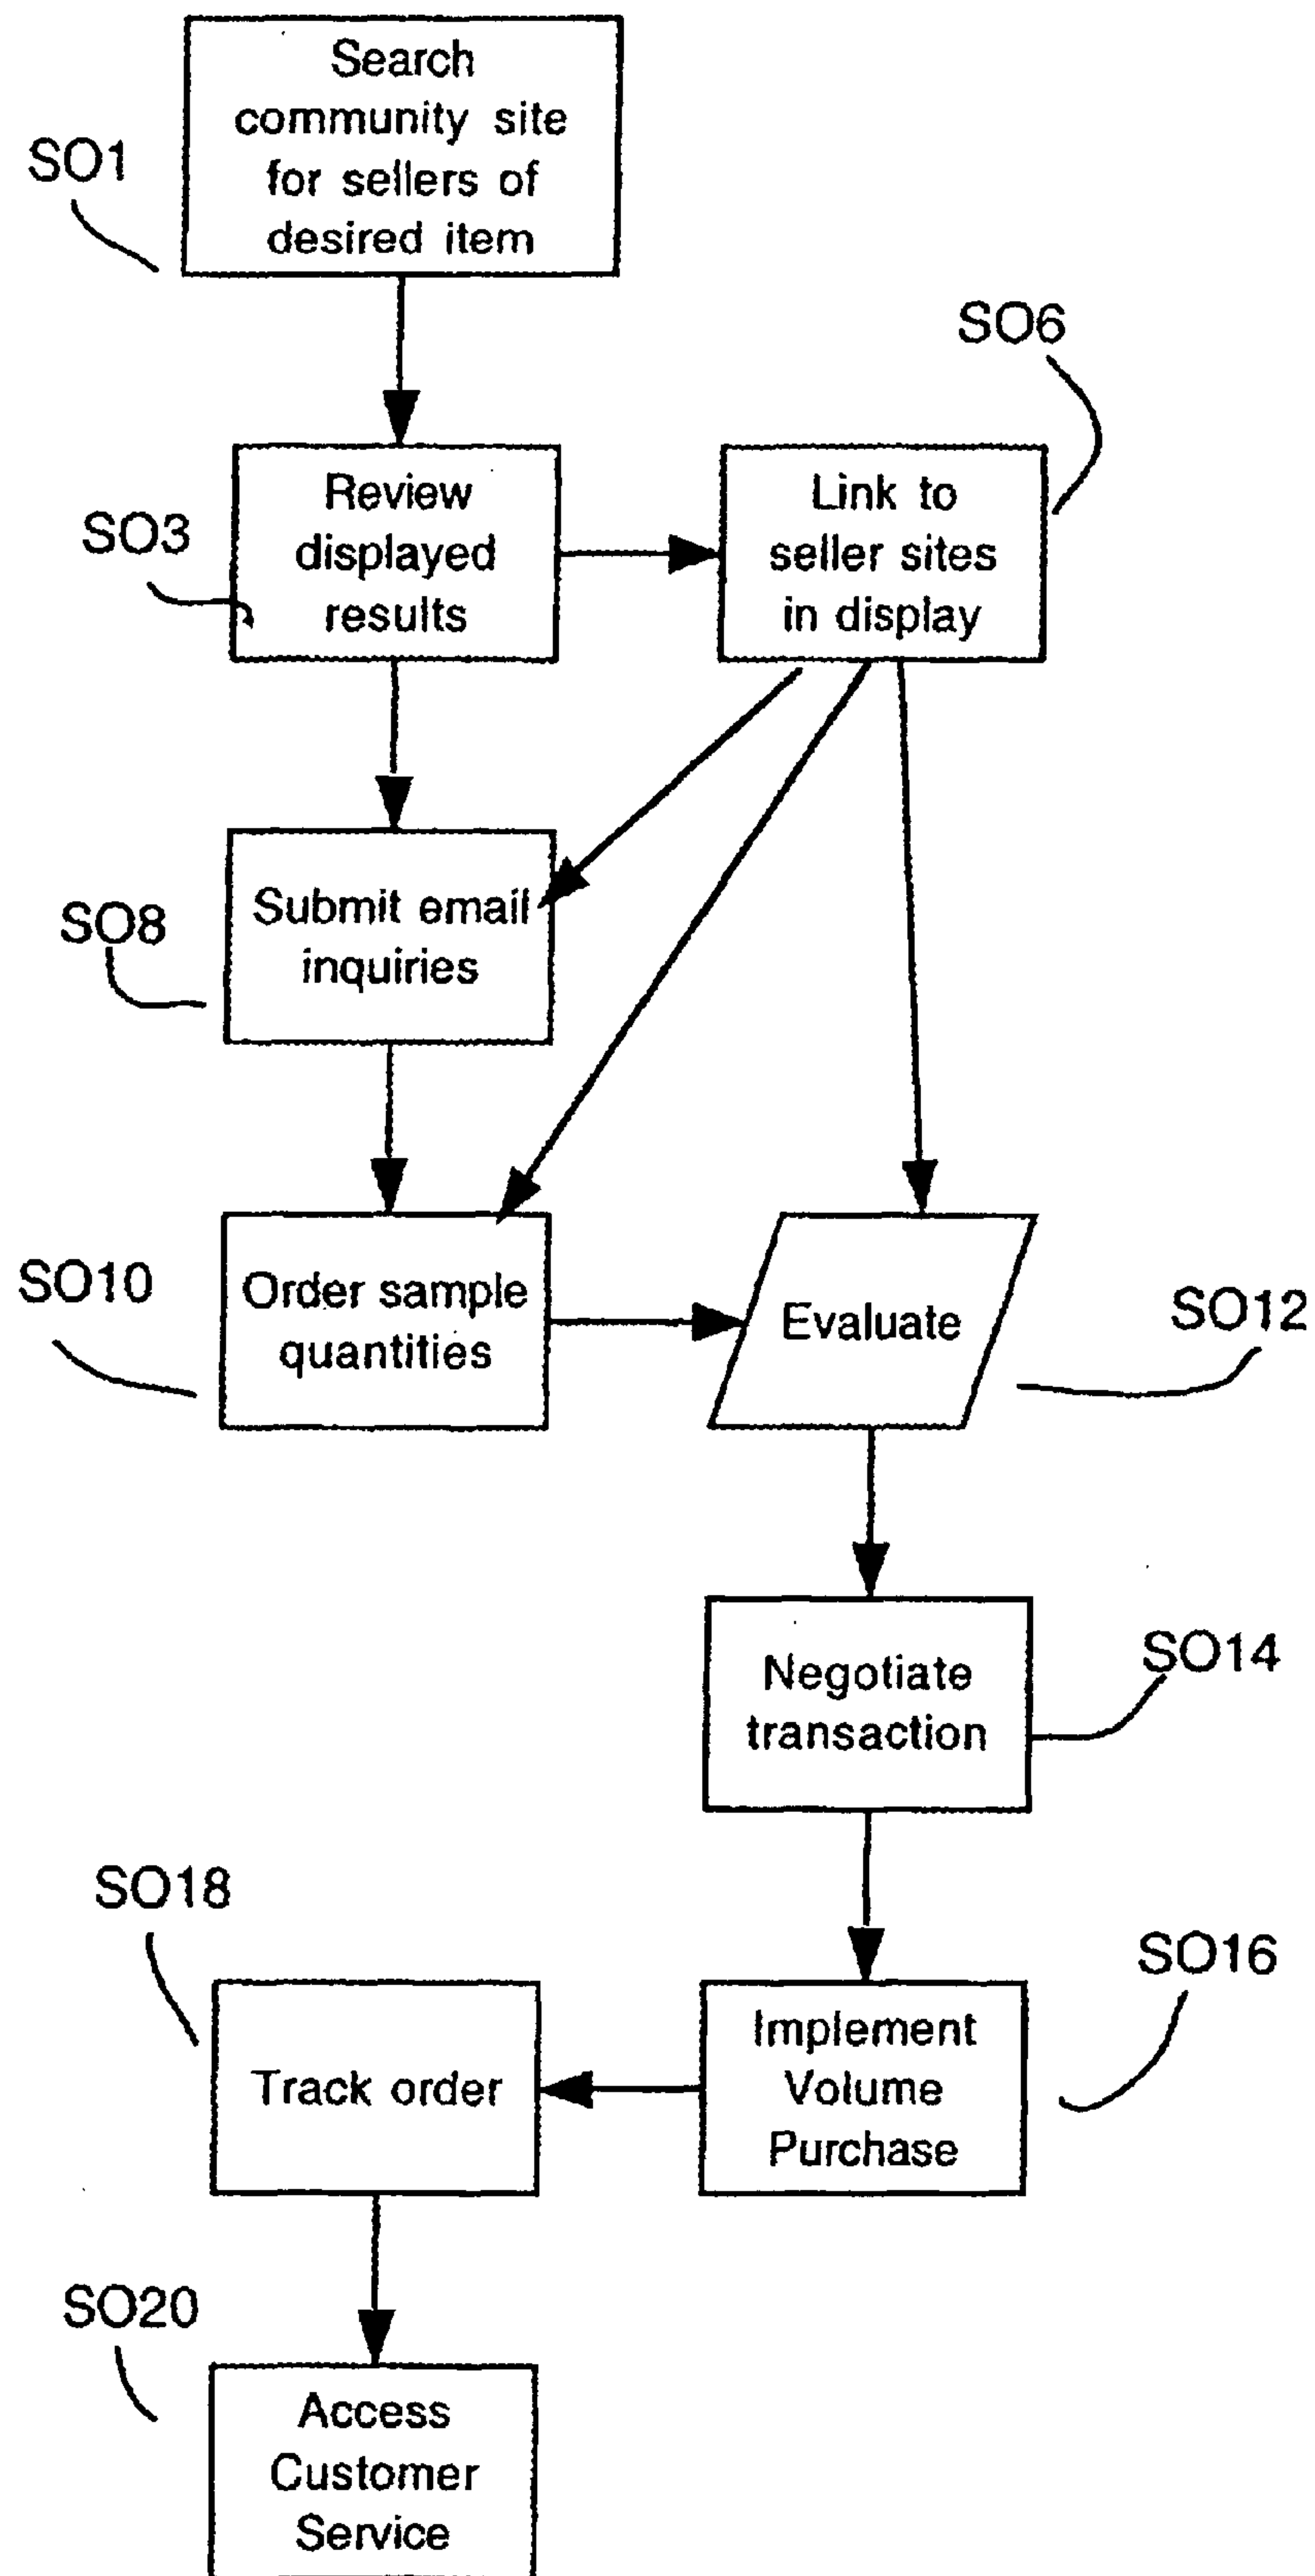 Search
community site
for sellers of
desired item
SO1
SO6
Review
displayed
results
SO3
Link to
seller sites
in display
Submit email
inquiries
SO8
Order sample
quantities
SO10
Evaluate
SO12
Negotiate
transaction
SO14
SO18
Track order
Implement
Volume
Purchase
SO16
SO20
Access
Customer
Service